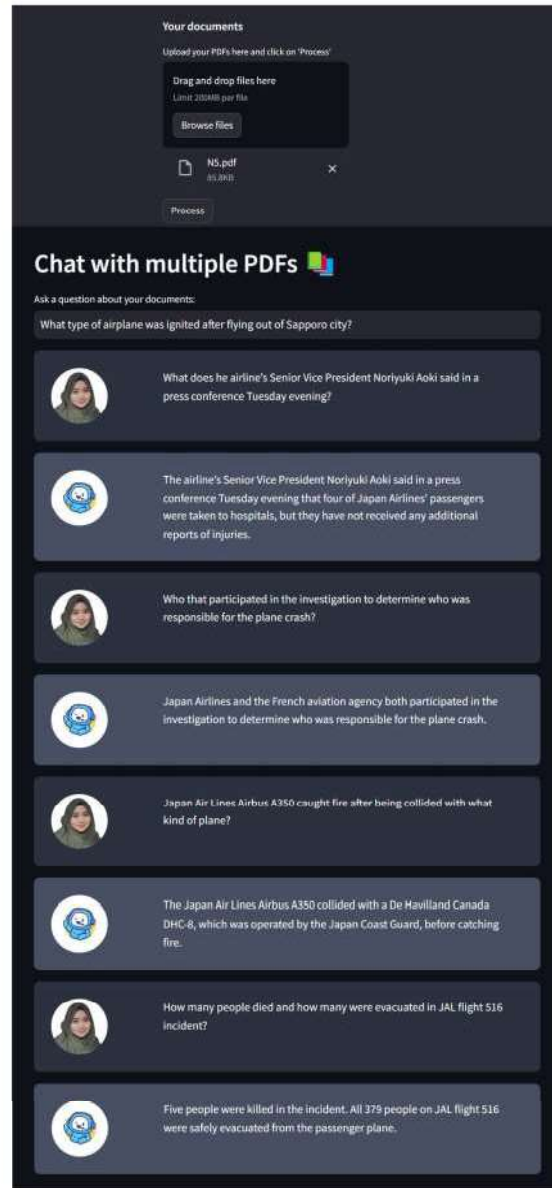 Your documents
Upload your PDFs here and click on 'Process'
Drag and drop files here
Limit 200MB per file
Browse files
N5.pdf
85.8KB
Process
Chat with multiple PDFs
Ask a question about your documents:
What type of airplane was ignited after flying out of Sapporo city?
What does he airline's Senior Vice President Noriyuki Aoki said in a
press conference Tuesday evening?
The airline's Senior Vice President Noriyuki Aoki said in a press
conference Tuesday evening that four of Japan Airlines' passengers
were taken to hospitals, but they have not received any additional
reports of injuries.
Who that participated in the investigation to determine who was
responsible for the plane crash?
Japan Airlines and the French aviation agency both participated in the
investigation to determine who was responsible for the plane crash.
Japan Air Lines Airbus A350 caught fire after being collided with what
kind of plane?
The Japan Air Lines Airbus A350 collided with a De Havilland Canada
DHC-8, which was operated by the Japan Coast Guard, before catching
fire.
How many people died and how many were evacuated in JAL flight 516
incident?
Five people were killed in the incident. All 379 people on JAL flight 516
were safely evacuated from the passenger plane.